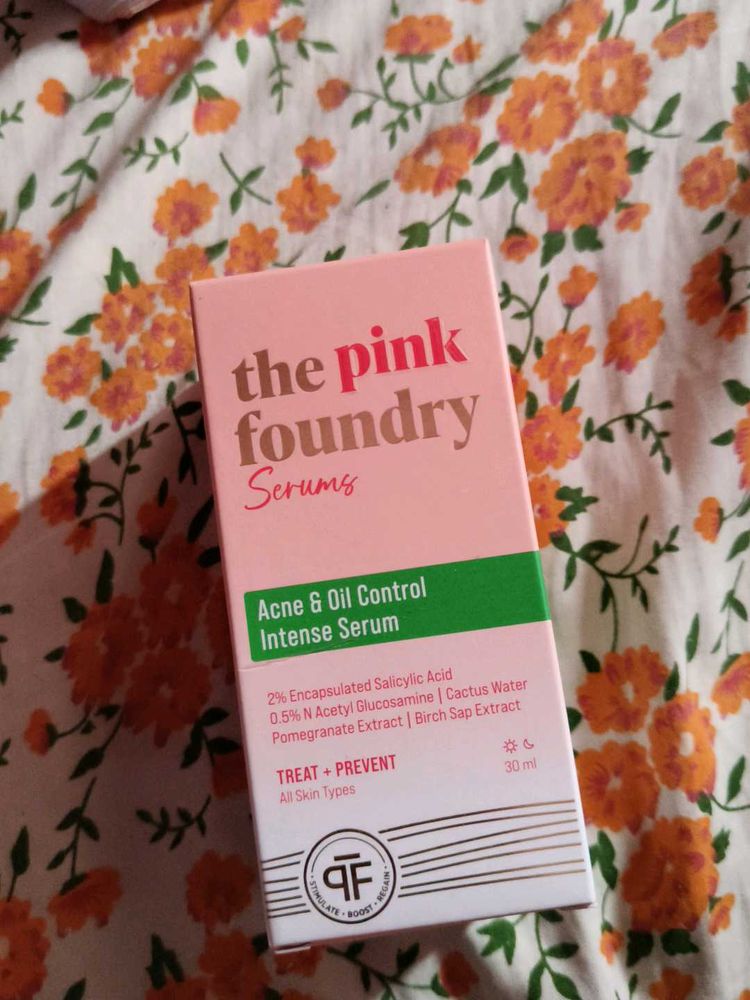 the pink
foundry
Serums
Acne & Oil Control
Intense Serum
2% Encapsulated Salicylic Acid
0.5% N Acetyl Glucosamine | Cactus Water
Pomegranate Extract | Birch Sap Extract
TREAT + PREVENT
All Skin Types
30 ml
PF
• STIMULATE • BOOST • REGAIN •